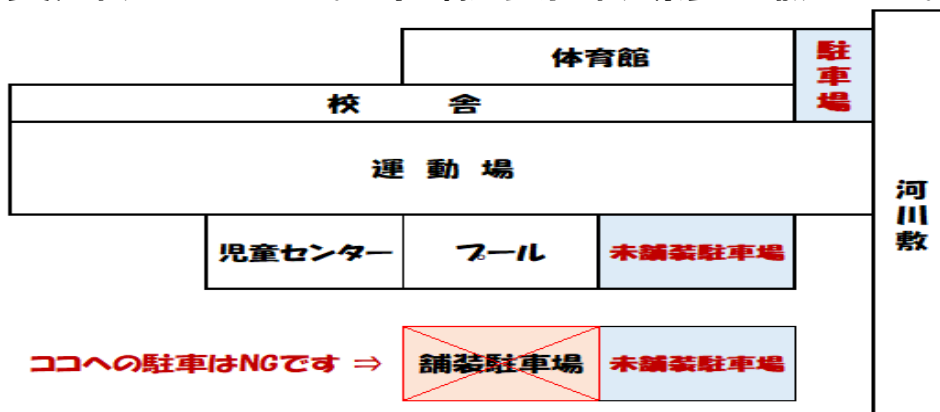 体育館
駐車場
校 舎
運 動 場
河川敷
児童センター
プール
未舗装駐車場
ココへの駐車はNGです ⇒
舗装駐車場
未舗装駐車場